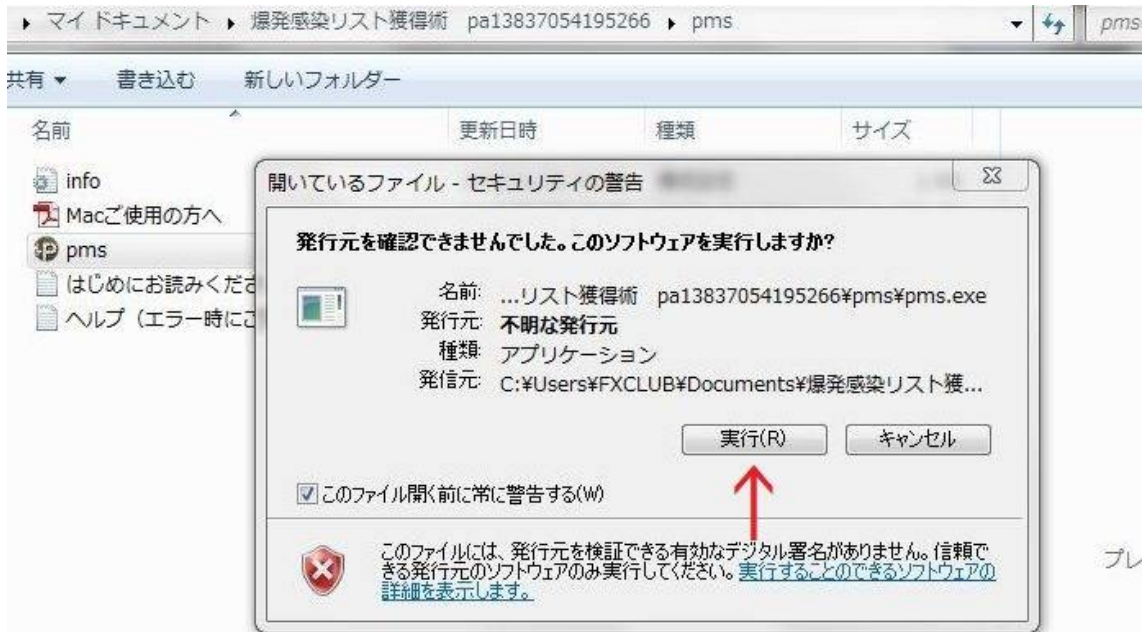 マイ ドキュメント ▸ 爆発感染リスト獲得術 pa13837054195266 ▸ pms
pms
共有 書き込む 新しいフォルダー
名前 更新日時 種類 サイズ
info
Macご使用の方へ
pms
はじめにお読みくださ
ヘルプ（エラー時にご
開いているファイル - セキュリティの警告
発行元を確認できませんでした。このソフトウェアを実行しますか?
名前: ...リスト獲得術 pa13837054195266¥pms¥pms.exe
発行元: 不明な発行元
種類: アプリケーション
発信元: C:¥Users¥FXCLUB¥Documents¥爆発感染リスト獲...
実行(R) キャンセル
このファイル開く前に常に警告する(W)
このファイルには、発行元を検証できる有効なデジタル署名がありません。信頼で
きる発行元のソフトウェアのみ実行してください。実行することのできるソフトウェアの
詳細を表示します。
プレ